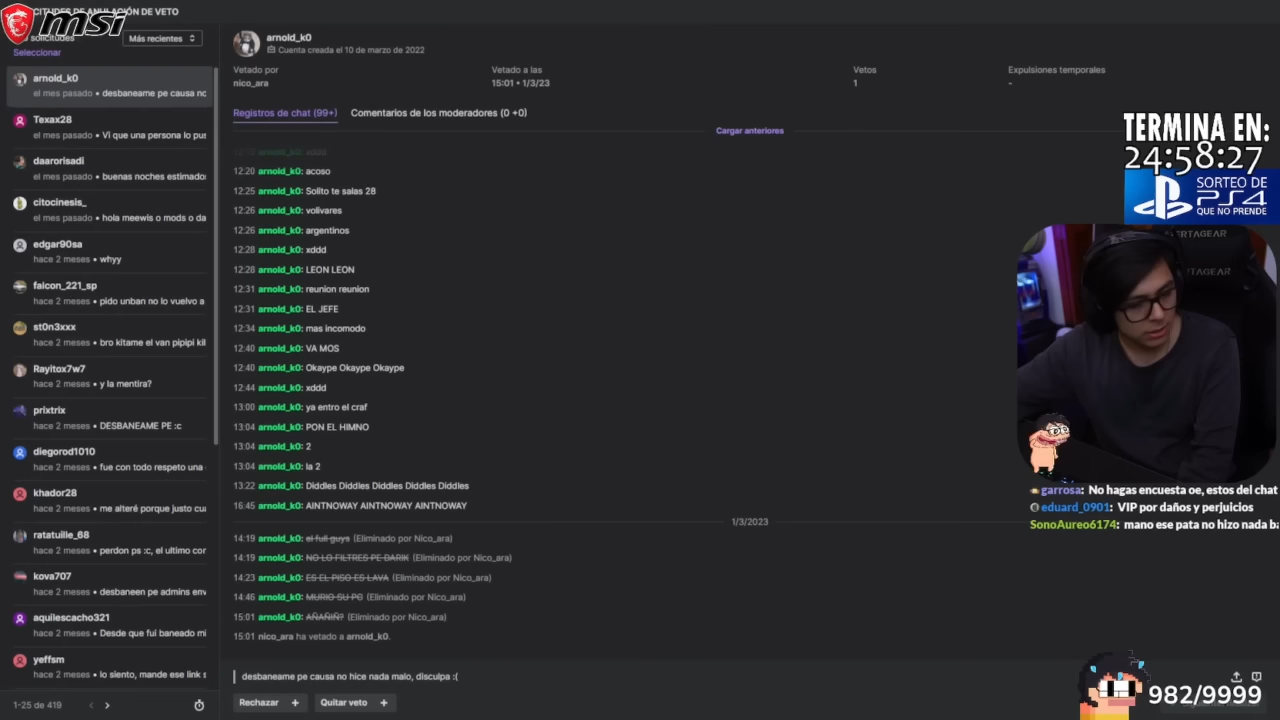 CITUDES DE ANULACIÓN DE VETO
msi
solicitudes
Más recientes
Seleccionar
arnold_k0
el mes pasado • desbaneame pe causa no
Texax28
el mes pasado • Vi que una persona lo pus
daarorisadi
el mes pasado • buenas noches estimados
citocinesis_
el mes pasado • hola meewis o mods o da
edgar90sa
hace 2 meses • whyy
falcon_221_sp
hace 2 meses • pido unban no lo vuelvo a
st0n3xxx
hace 2 meses • bro kitame el van pipipi kil
Rayitox7w7
hace 2 meses • y la mentira?
prixtrix
hace 2 meses • DESBANEAME PE :c
diegorod1010
hace 2 meses • fue con todo respeto una
khador28
hace 2 meses • me alteré porque justo cua
ratatuille_68
hace 2 meses • perdon ps :c, el ultimo con
kova707
hace 2 meses • desbaneen pe admins env
aquilescacho321
hace 2 meses • Desde que fui baneado mi
yeffsm
hace 2 meses • lo siento, mande ese link s
1-25 de 419
arnold_k0
Cuenta creada el 10 de marzo de 2022
Vetado por
nico_ara
Vetado a las
15:01 • 1/3/23
Vetos
1
Expulsiones temporales
-
Registros de chat (99+)
Comentarios de los moderadores (0 +0)
Cargar anteriores
arnold_k0: xddd
12:20 arnold_k0: acoso
12:25 arnold_k0: Solito te salas 28
12:26 arnold_k0: volivares
12:26 arnold_k0: argentinos
12:28 arnold_k0: xddd
12:28 arnold_k0: LEON LEON
12:31 arnold_k0: reunion reunion
12:31 arnold_k0: EL JEFE
12:34 arnold_k0: mas incomodo
12:40 arnold_k0: VA MOS
12:40 arnold_k0: Okaype Okaype Okaype
12:44 arnold_k0: xddd
13:00 arnold_k0: ya entro el craf
13:04 arnold_k0: PON EL HIMNO
13:04 arnold_k0: 2
13:04 arnold_k0: la 2
13:22 arnold_k0: Diddles Diddles Diddles Diddles Diddles
16:45 arnold_k0: AINTNOWAY AINTNOWAY AINTNOWAY
1/3/2023
14:19 arnold_k0: el full guys (Eliminado por Nico_ara)
14:19 arnold_k0: NO LO FILTRES PE DARIK (Eliminado por Nico_ara)
14:23 arnold_k0: ES EL PISO ES LAVA (Eliminado por Nico_ara)
14:46 arnold_k0: MURIO SU PC (Eliminado por Nico_ara)
15:01 arnold_k0: AÑAÑIÑ? (Eliminado por Nico_ara)
15:01 nico_ara ha vetado a arnold_k0.
desbaneame pe causa no hice nada malo, disculpa :(
Rechazar +
Quitar veto +
TERMINA EN:
24:58:27
SORTEO DE
PS4
QUE NO PRENDE
VERTAGEAR
VERTAGEAR
garrosa: No hagas encuesta oe, estos del chat
eduard_0901: VIP por daños y perjuicios
SonoAureo6174: mano ese pata no hizo nada ba
982/9999